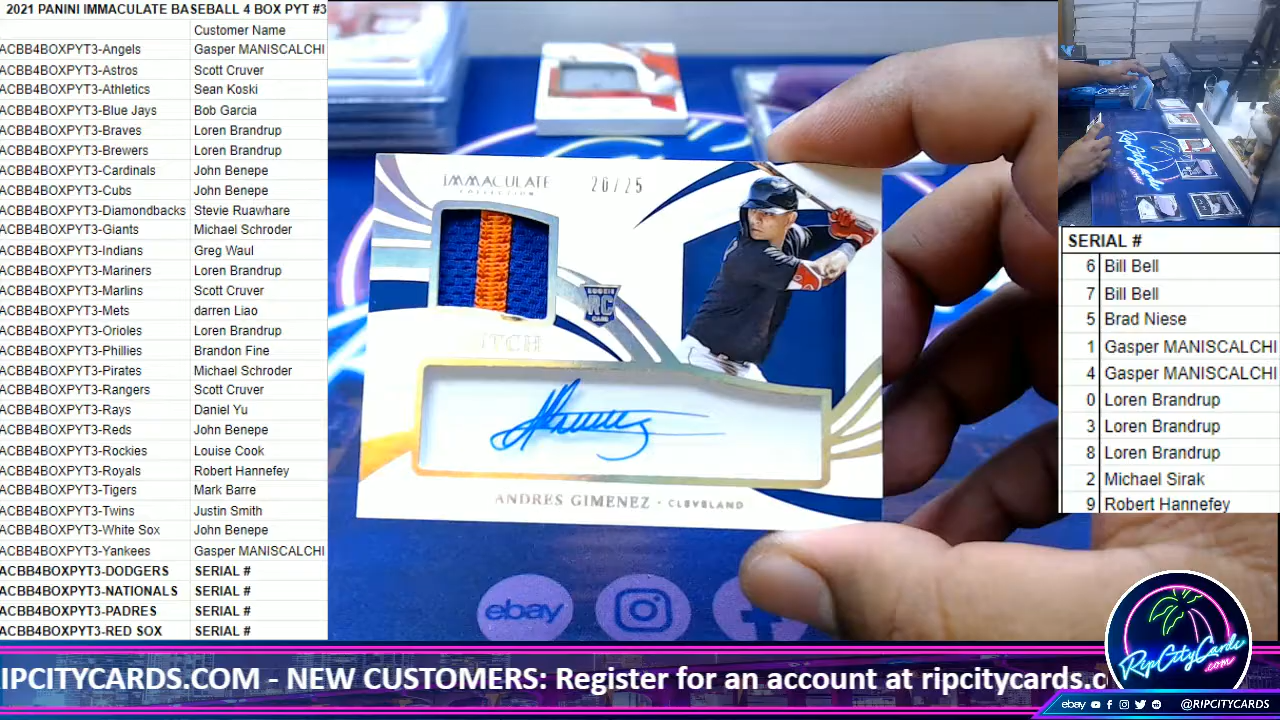 2021 PANINI IMMACULATE BASEBALL 4 BOX PYT #3
Customer Name
ACBB4BOXPYT3-Angels Gasper MANISCALCHI
ACBB4BOXPYT3-Astros Scott Cruver
ACBB4BOXPYT3-Athletics Sean Koski
ACBB4BOXPYT3-Blue Jays Bob Garcia
ACBB4BOXPYT3-Braves Loren Brandrup
ACBB4BOXPYT3-Brewers Loren Brandrup
ACBB4BOXPYT3-Cardinals John Benepe
ACBB4BOXPYT3-Cubs John Benepe
ACBB4BOXPYT3-Diamondbacks Stevie Ruawhare
ACBB4BOXPYT3-Giants Michael Schroder
ACBB4BOXPYT3-Indians Greg Waul
ACBB4BOXPYT3-Mariners Loren Brandrup
ACBB4BOXPYT3-Marlins Scott Cruver
ACBB4BOXPYT3-Mets darren Liao
ACBB4BOXPYT3-Orioles Loren Brandrup
ACBB4BOXPYT3-Phillies Brandon Fine
ACBB4BOXPYT3-Pirates Michael Schroder
ACBB4BOXPYT3-Rangers Scott Cruver
ACBB4BOXPYT3-Rays Daniel Yu
ACBB4BOXPYT3-Reds John Benepe
ACBB4BOXPYT3-Rockies Louise Cook
ACBB4BOXPYT3-Royals Robert Hannefey
ACBB4BOXPYT3-Tigers Mark Barre
ACBB4BOXPYT3-Twins Justin Smith
ACBB4BOXPYT3-White Sox John Benepe
ACBB4BOXPYT3-Yankees Gasper MANISCALCHI
ACBB4BOXPYT3-DODGERS SERIAL #
ACBB4BOXPYT3-NATIONALS SERIAL #
ACBB4BOXPYT3-PADRES SERIAL #
ACBB4BOXPYT3-RED SOX SERIAL #
IMMACULATE
COLLECTION
ROOKIE
RC
CARD
ANDRES GIMENEZ · CLEVELAND
ebay
RipCityCards
SERIAL #
6 Bill Bell
7 Bill Bell
5 Brad Niese
1 Gasper MANISCALCHI
4 Gasper MANISCALCHI
0 Loren Brandrup
3 Loren Brandrup
8 Loren Brandrup
2 Michael Sirak
9 Robert Hannefey
RipCityCards
.com
IPCITYCARDS.COM - NEW CUSTOMERS: Register for an account at ripcitycards.c
ebay @RIPCITYCARDS